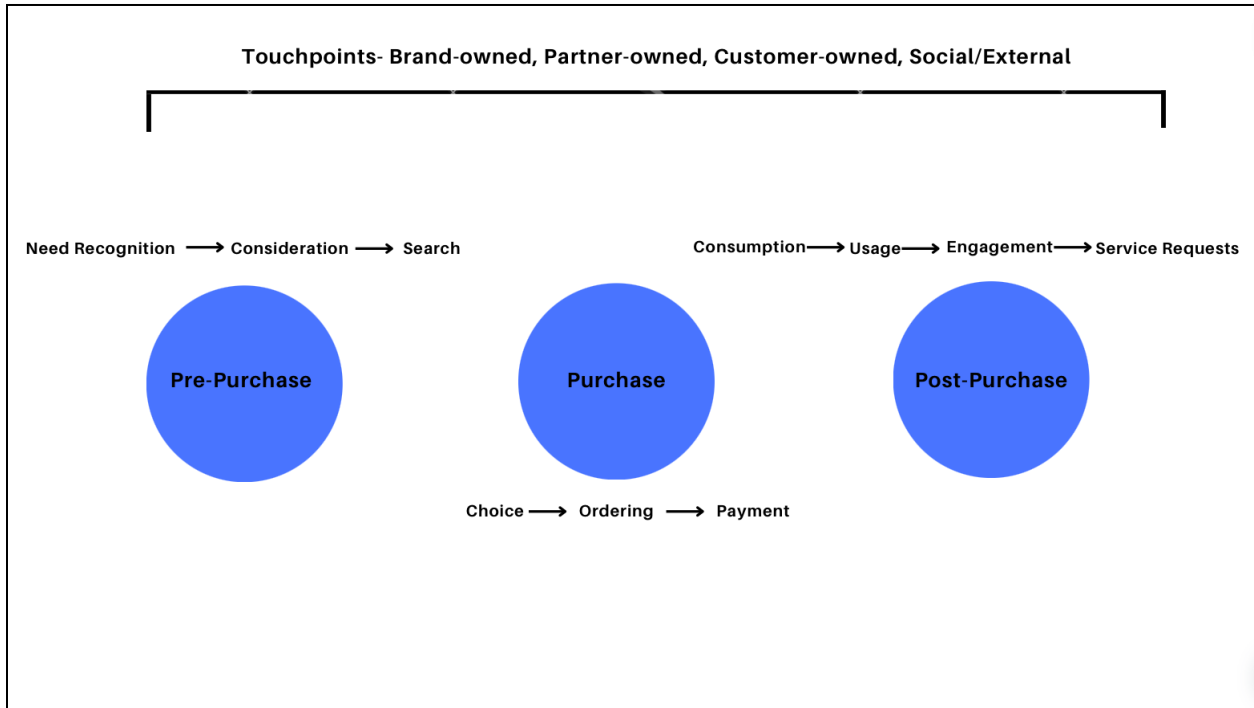 Touchpoints- Brand-owned, Partner-owned, Customer-owned, Social/External
Need Recognition → Consideration → Search
Consumption → Usage → Engagement → Service Requests
Pre-Purchase
Purchase
Post-Purchase
Choice → Ordering → Payment